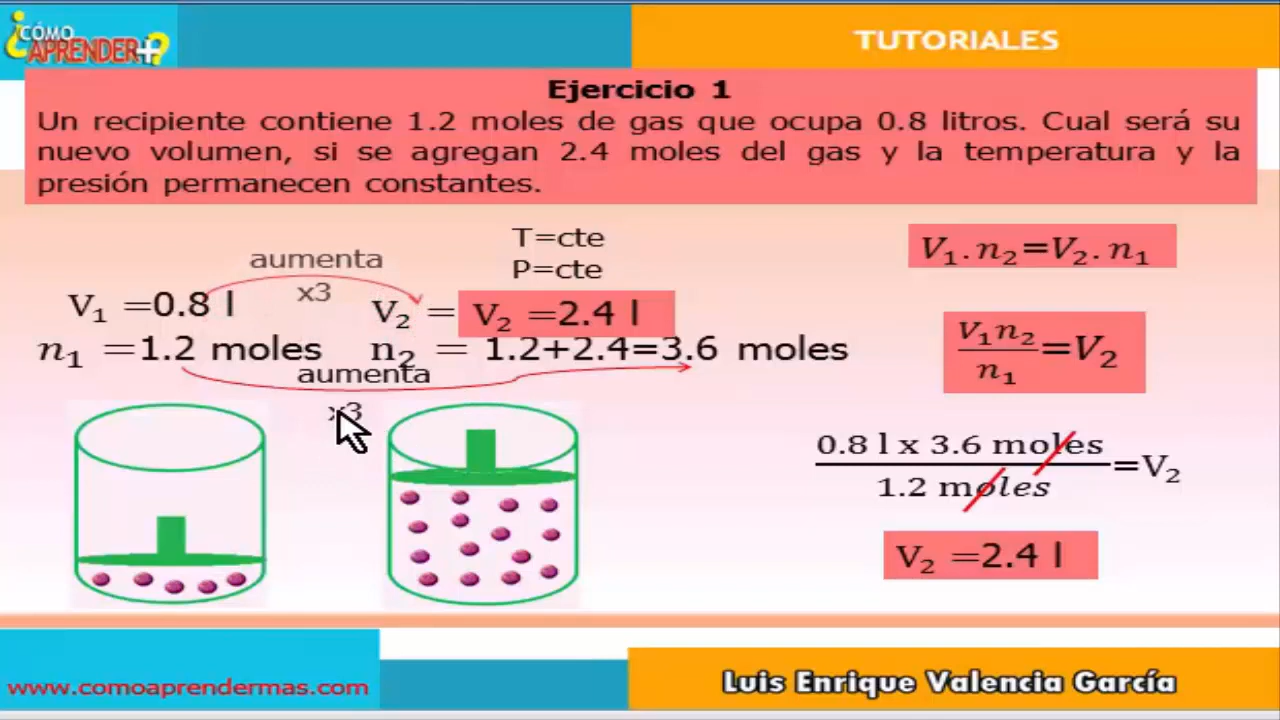 ¿CÓMO
APRENDER+?
TUTORIALES
Ejercicio 1
Un recipiente contiene 1.2 moles de gas que ocupa 0.8 litros. Cual será su
nuevo volumen, si se agregan 2.4 moles del gas y la temperatura y la
presión permanecen constantes.
T=cte
P=cte
aumenta
x3
V₁ =0.8 l
V₂ = V₂ =2.4 l
n₁ =1.2 moles
n₂ = 1.2+2.4=3.6 moles
aumenta
x3
V₁. n₂=V₂. n₁
V₁n₂
=V₂
n₁
0.8 l x 3.6 moles
=V₂
1.2 moles
V₂ =2.4 l
www.comoaprendermas.com
Luis Enrique Valencia García